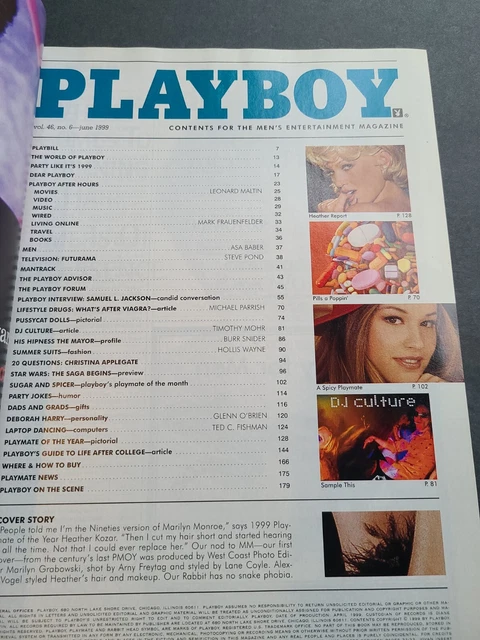 PLAYBOY
vol. 46, no. 6—june 1999
CONTENTS FOR THE MEN'S ENTERTAINMENT MAGAZINE
PLAYBILL 7
THE WORLD OF PLAYBOY 13
PARTY LIKE IT'S 1999 14
DEAR PLAYBOY 17
PLAYBOY AFTER HOURS 23
MOVIES LEONARD MALTIN 25
VIDEO 28
MUSIC 29
WIRED 32
LIVING ONLINE MARK FRAUENFELDER 33
TRAVEL 34
BOOKS 36
MEN ASA BABER 37
TELEVISION: FUTURAMA STEVE POND 38
MANTRACK 41
THE PLAYBOY ADVISOR 43
THE PLAYBOY FORUM 45
PLAYBOY INTERVIEW: SAMUEL L. JACKSON—candid conversation 55
LIFESTYLE DRUGS: WHAT'S AFTER VIAGRA?—article MICHAEL PARRISH 70
PUSSYCAT DOLLS—pictorial 74
DJ CULTURE—article TIMOTHY MOHR 81
HIS HIPNESS THE MAYOR—profile BURR SNIDER 86
SUMMER SUITS—fashion HOLLIS WAYNE 90
20 QUESTIONS: CHRISTINA APPLEGATE 94
STAR WARS: THE SAGA BEGINS—preview 96
SUGAR AND SPICER—playboy's playmate of the month 102
PARTY JOKES—humor 114
DADS AND GRADS—gifts 116
DEBORAH HARRY—personality GLENN O'BRIEN 120
LAPTOP DANCING—computers TED C. FISHMAN 124
PLAYMATE OF THE YEAR—pictorial 128
PLAYBOY'S GUIDE TO LIFE AFTER COLLEGE—article 144
WHERE & HOW TO BUY 166
PLAYMATE NEWS 175
PLAYBOY ON THE SCENE 179
Heather Report P. 128
Pills a Poppin' P. 70
A Spicy Playmate P. 102
DJ culture
Sample This P. 81
COVER STORY
People told me I'm the Nineties version of Marilyn Monroe," says 1999 Play-
mate of the Year Heather Kozar. "Then I cut my hair short and started hearing
all the time. Not that I could ever replace her." Our nod to MM—our first
over—from the century's last PMOY was produced by West Coast Photo Edi-
r Marilyn Grabowski, shot by Arny Freytag and styled by Lane Coyle. Alex-
Vogel styled Heather's hair and makeup. Our Rabbit has no snake phobia.